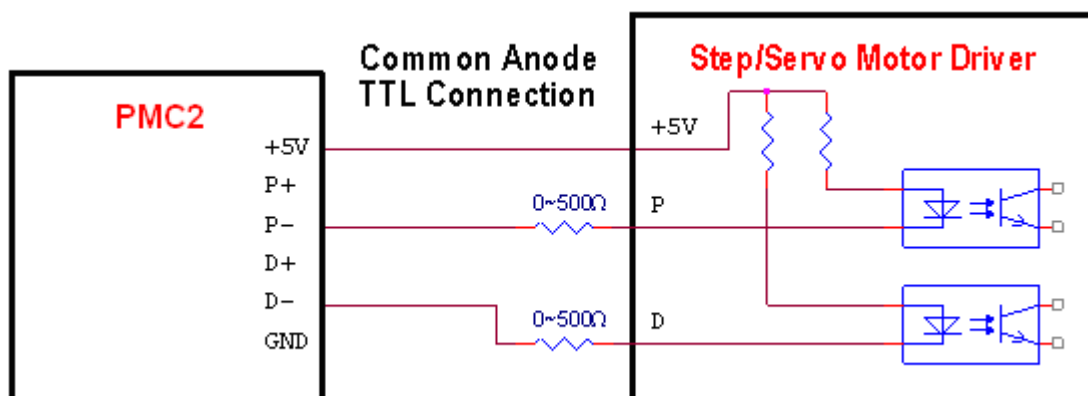 Common Anode
TTL Connection
PMC2
+5V
P+
P-
D+
D-
GND
0~500Ω
0~500Ω
Step/Servo Motor Driver
+5V
P
D